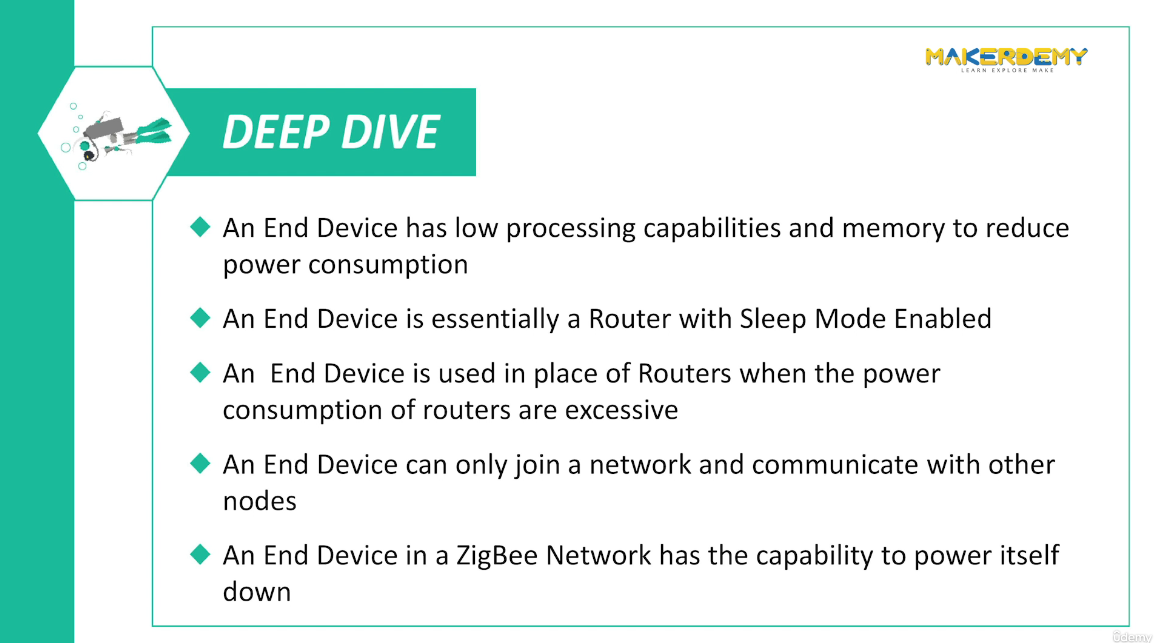 MAKERDEMY
LEARN EXPLORE MAKE
DEEP DIVE
An End Device has low processing capabilities and memory to reduce
power consumption
An End Device is essentially a Router with Sleep Mode Enabled
An  End Device is used in place of Routers when the power
consumption of routers are excessive
An End Device can only join a network and communicate with other
nodes
An End Device in a ZigBee Network has the capability to power itself
down
ûdemy